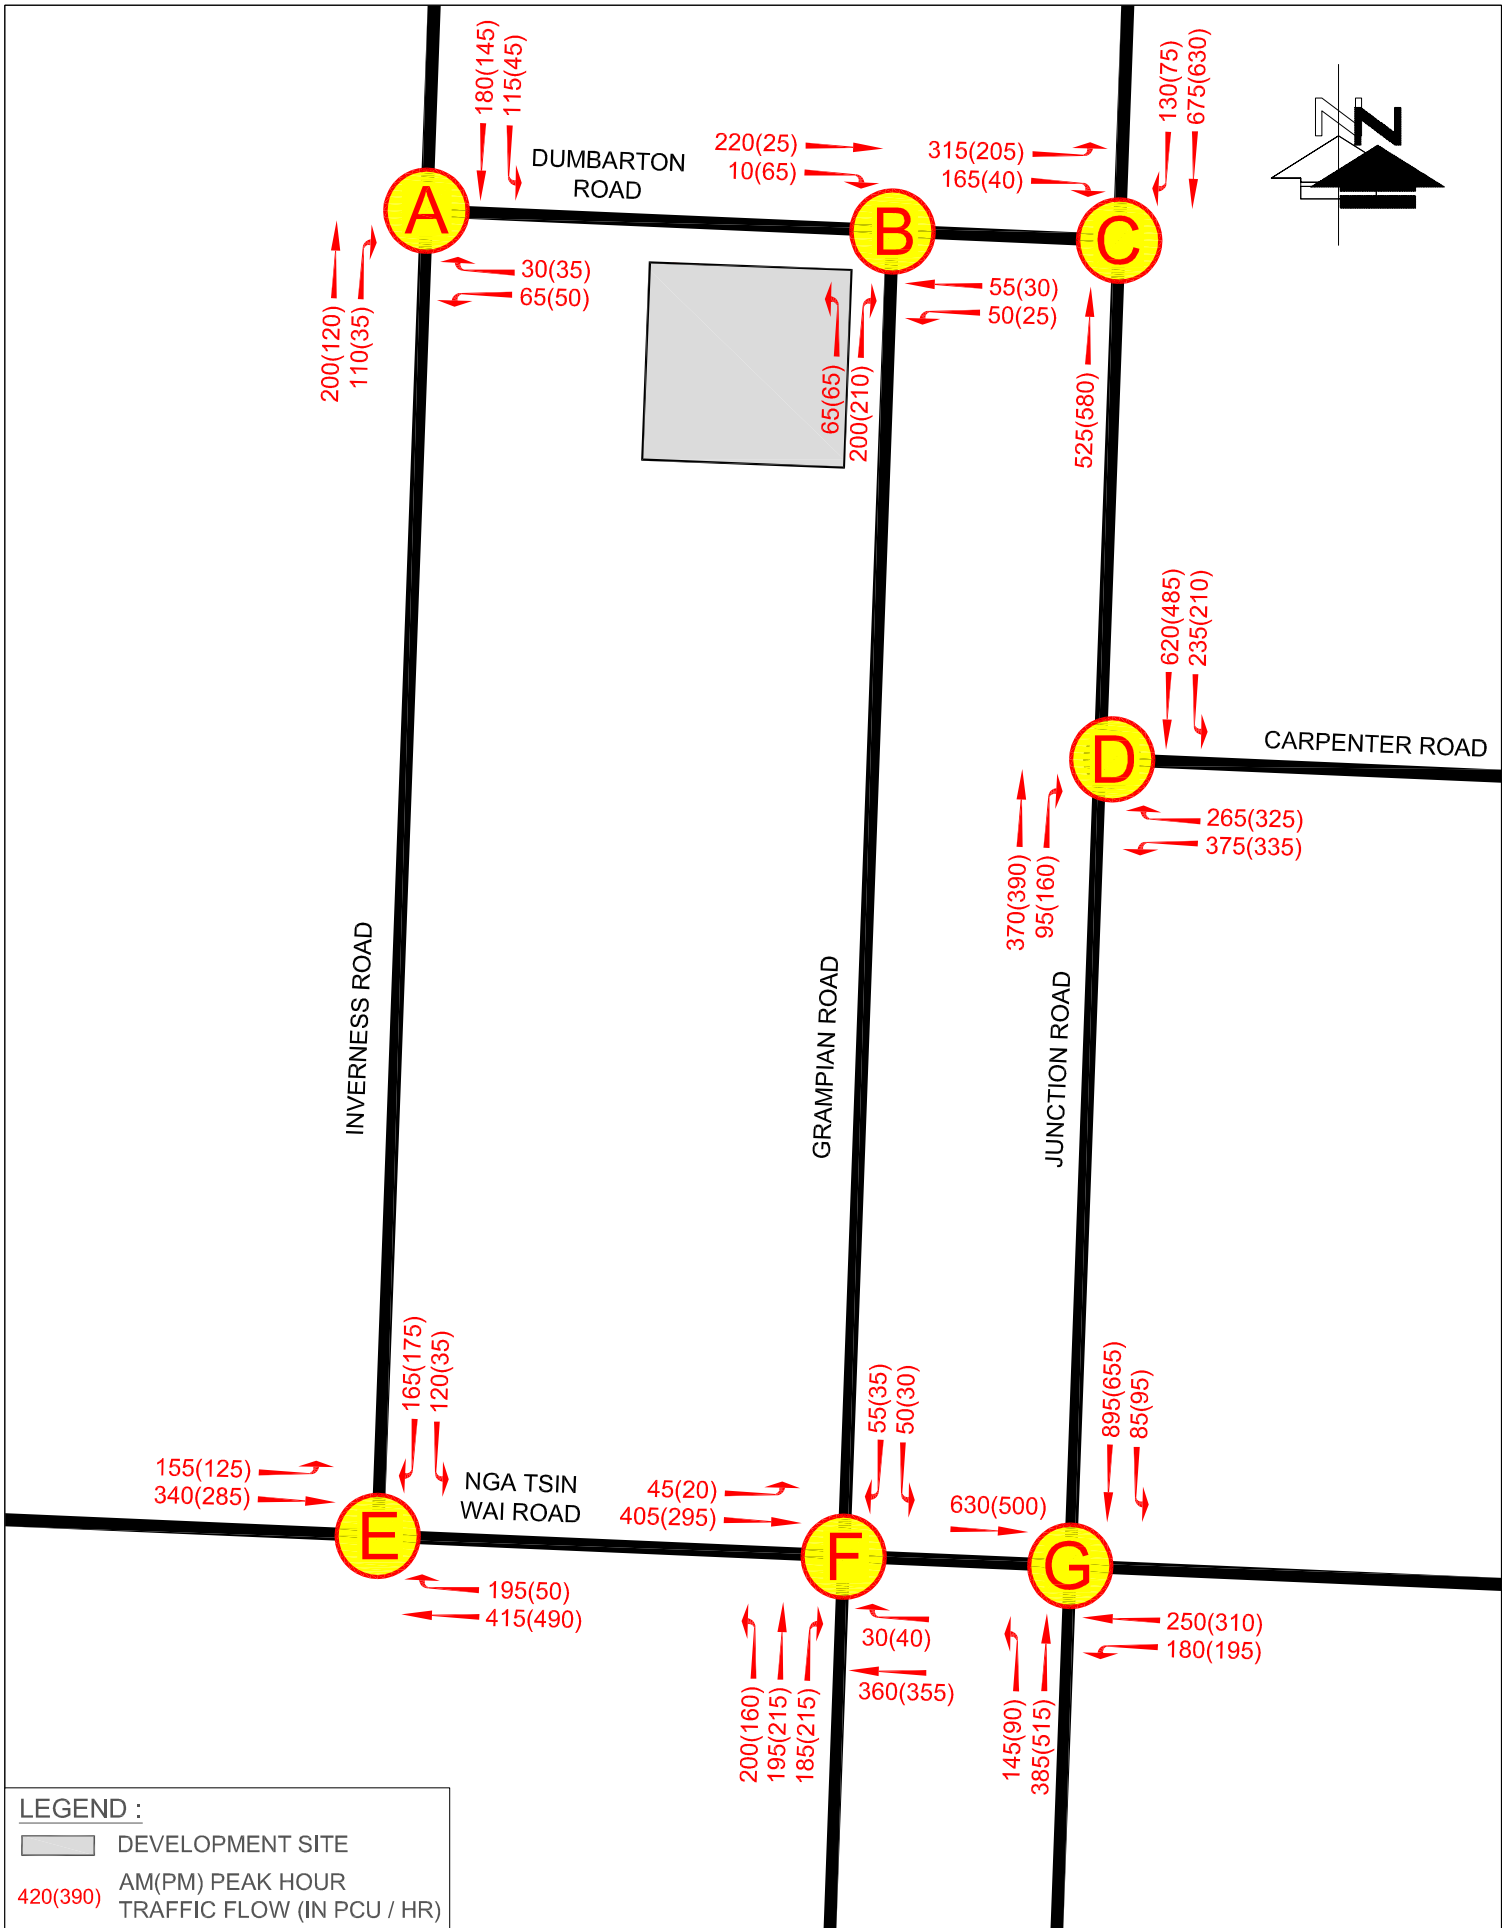 180(145)
115(45)
130(75)
675(630)
N
DUMBARTON
ROAD
220(25)
10(65)
315(205)
165(40)
A
B
C
30(35)
65(50)
55(30)
50(25)
200(120)
110(35)
65(65)
200(210)
525(580)
620(485)
235(210)
CARPENTER ROAD
D
265(325)
375(335)
370(390)
95(160)
INVERNESS ROAD
GRAMPIAN ROAD
JUNCTION ROAD
165(175)
120(35)
55(35)
50(30)
895(655)
85(95)
155(125)
340(285)
NGA TSIN
WAI ROAD
45(20)
405(295)
630(500)
E
F
G
195(50)
415(490)
30(40)
360(355)
250(310)
180(195)
200(160)
195(215)
185(215)
145(90)
385(515)
LEGEND :
DEVELOPMENT SITE
420(390)
AM(PM) PEAK HOUR
TRAFFIC FLOW (IN PCU / HR)